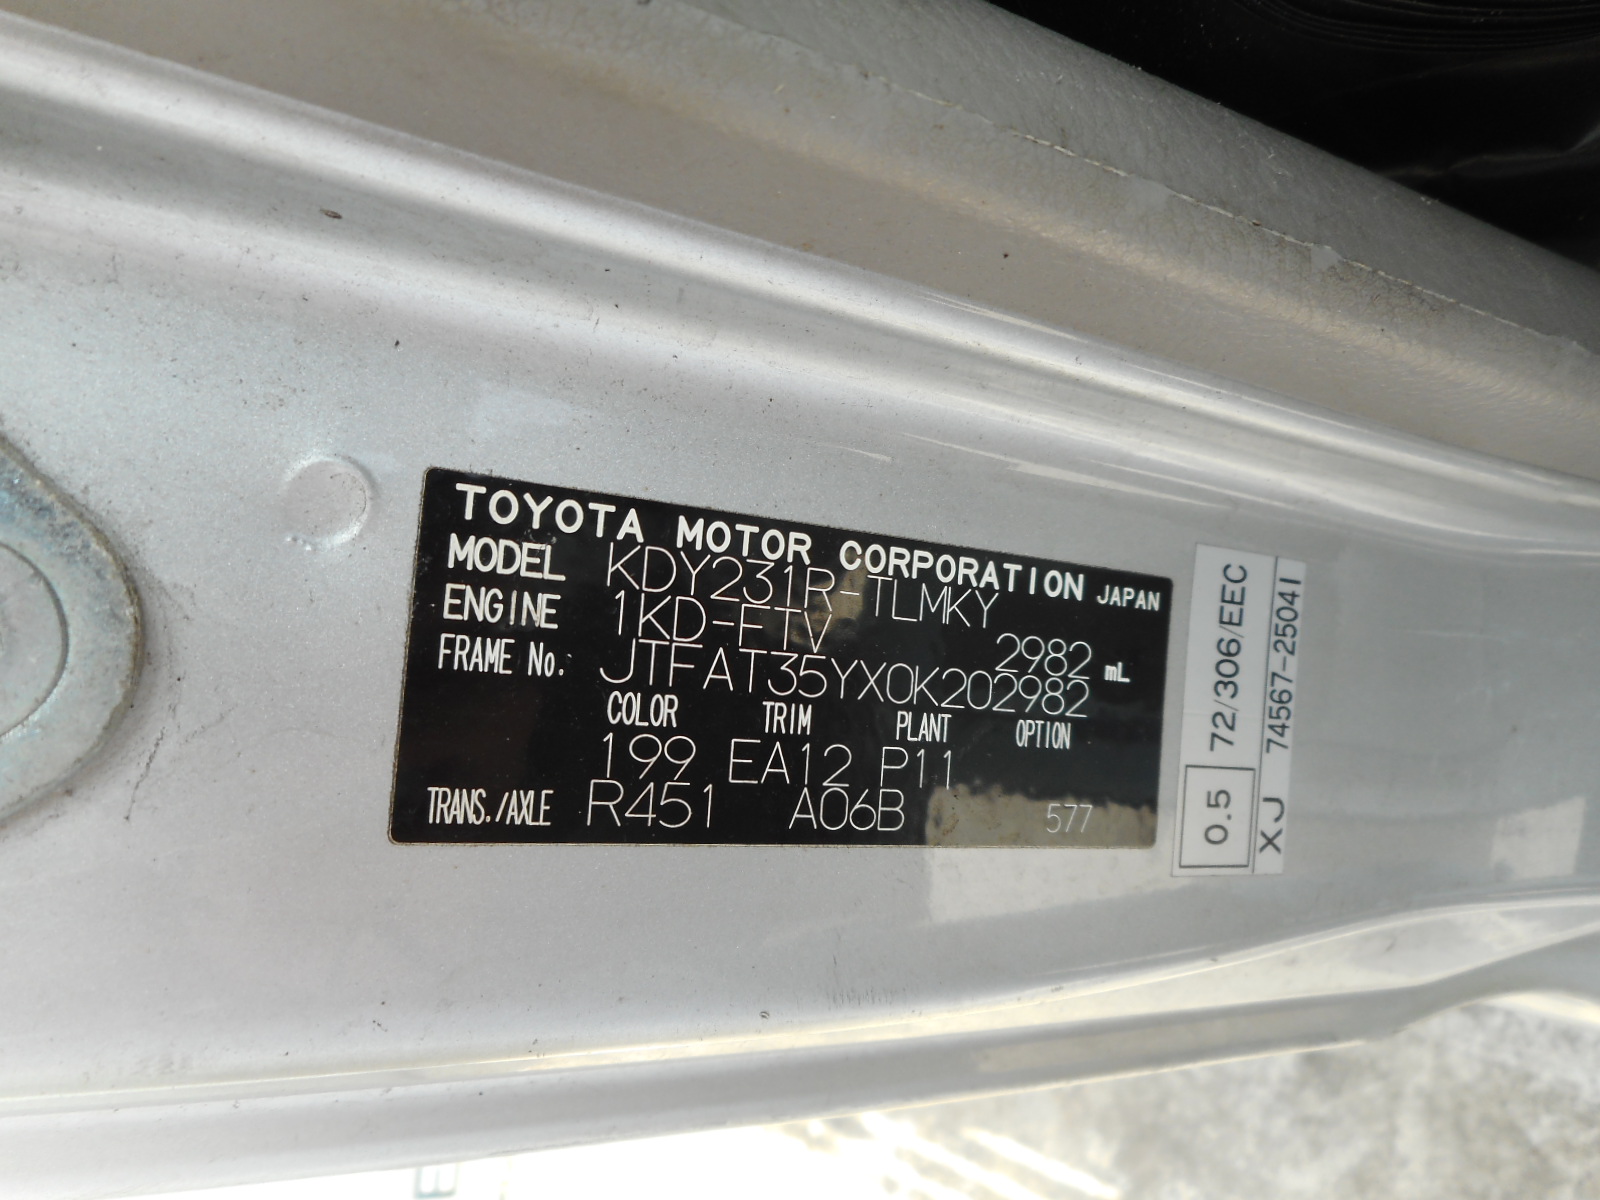 TOYOTA MOTOR CORPORATION JAPAN
MODEL KDY231R-TLMKY
ENGINE 1KD-FTV 2982 mL
FRAME No. JTFAT35YX0K202982
COLOR TRIM PLANT OPTION
199 EA12 P11
TRANS./AXLE R451 A06B 577
0.5 72/306/EEC
XJ 74567-25041